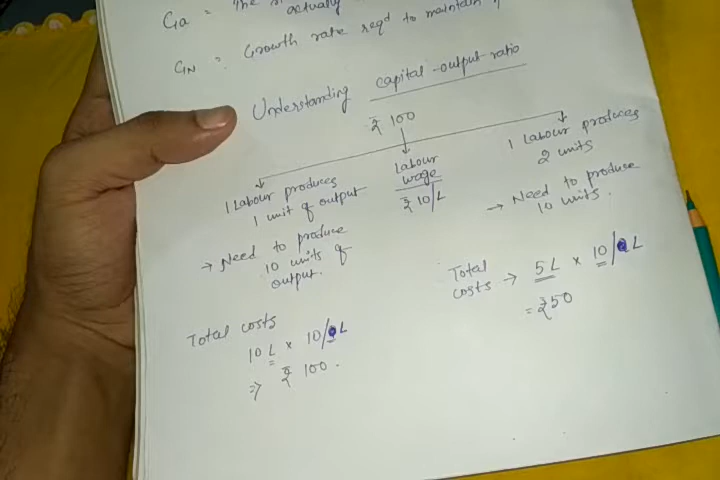 Ga = The
actually
GN : Growth rate reqd to maintain
Understanding capital-output-ratio
₹ 100
1 Labour produces
1 unit of output
→ Need to produce
10 units of
output.
Total costs
10 L × 10/L
⇒ ₹ 100.
Labour
wage
₹ 10/L
1 Labour produces
2 units
→ Need to produce
10 units.
Total
costs → 5L × 10/L
= ₹50